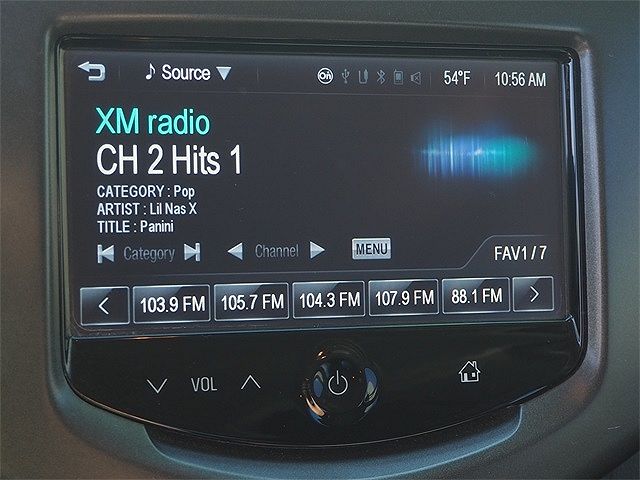 Source On 54°F 10:56 AM
XM radio
CH 2 Hits 1
CATEGORY : Pop
ARTIST : Lil Nas X
TITLE : Panini
Category Channel MENU FAV1 / 7
103.9 FM 105.7 FM 104.3 FM 107.9 FM 88.1 FM
VOL